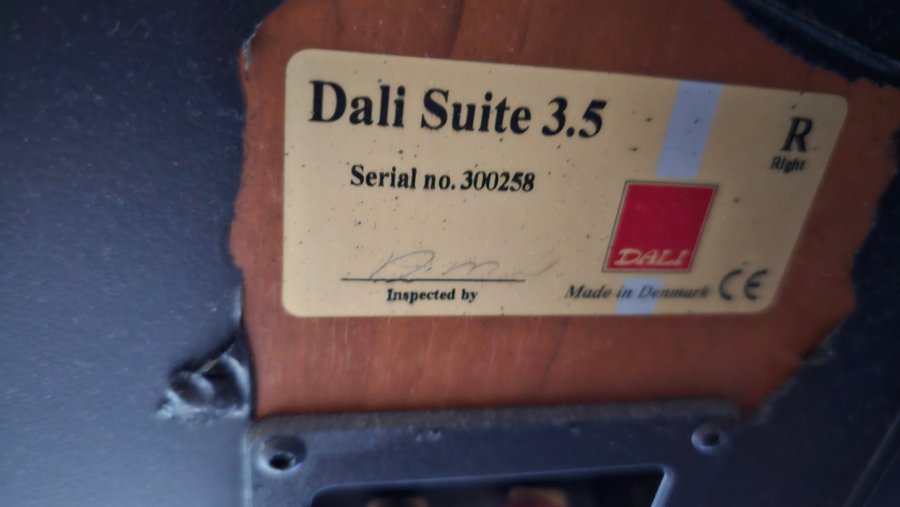 Dali Suite 3.5
R
Right
Serial no. 300258
DALI
Inspected by
Made in Denmark CE